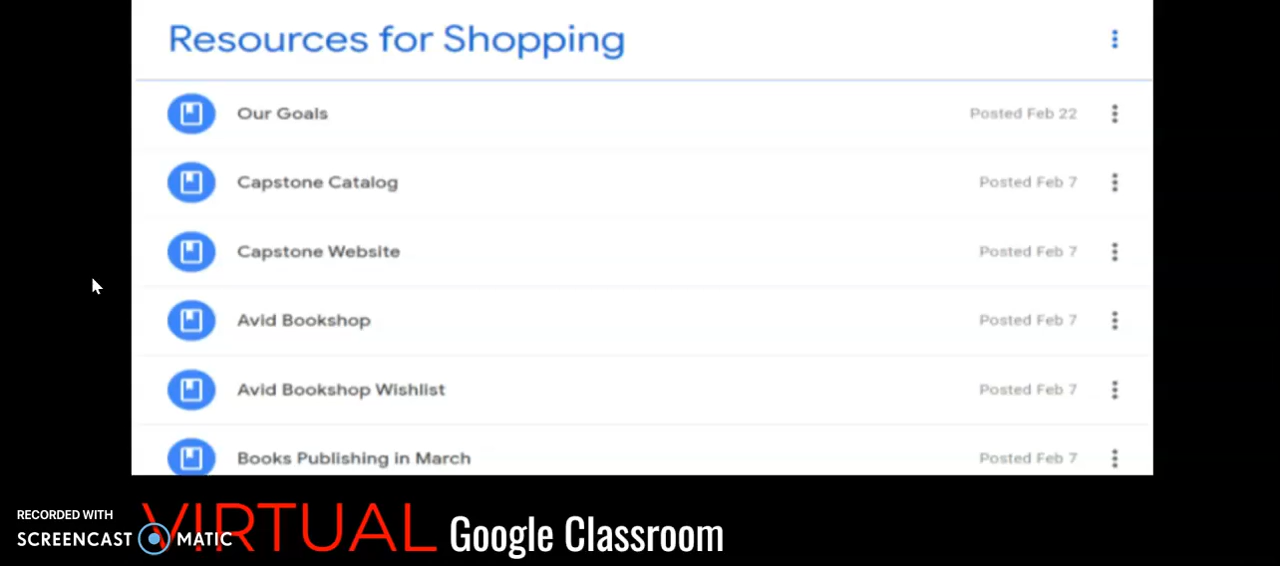 Resources for Shopping
Our Goals Posted Feb 22
Capstone Catalog Posted Feb 7
Capstone Website Posted Feb 7
Avid Bookshop Posted Feb 7
Avid Bookshop Wishlist Posted Feb 7
Books Publishing in March Posted Feb 7
RECORDED WITH
SCREENCAST MATIC
VIRTUAL Google Classroom